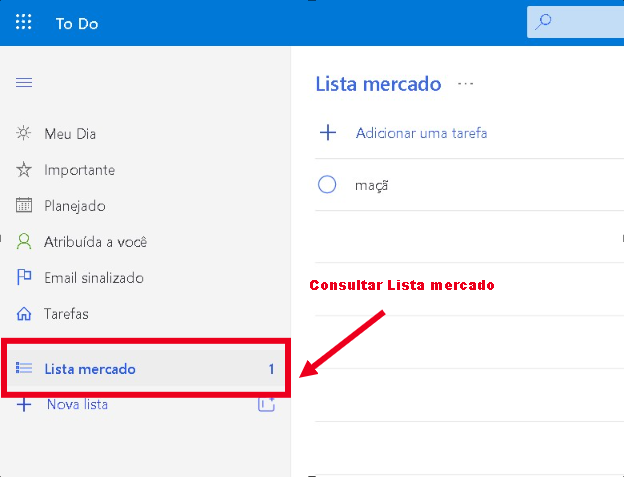 To Do
Lista mercado
Adicionar uma tarefa
maçã
Meu Dia
Importante
Planejado
Atribuída a você
Email sinalizado
Tarefas
Consultar Lista mercado
Lista mercado 1
Nova lista